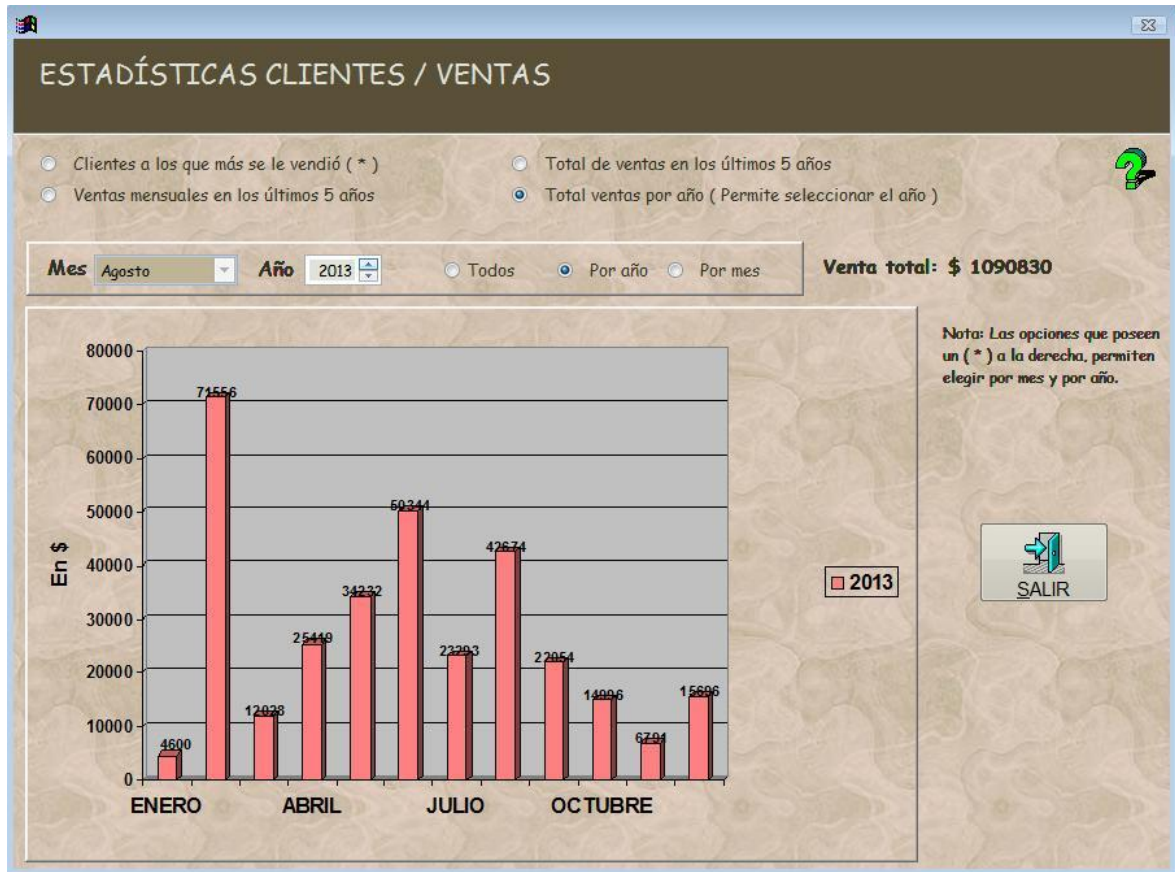 ESTADÍSTICAS CLIENTES / VENTAS
Clientes a los que más se le vendió ( * )
Total de ventas en los últimos 5 años
Ventas mensuales en los últimos 5 años
Total ventas por año ( Permite seleccionar el año )
Mes Agosto Año 2013 Todos Por año Por mes
Venta total: $ 1090830
Nota: Las opciones que poseen
un ( * ) a la derecha, permiten
elegir por mes y por año.
En $
80000
70000
60000
50000
40000
30000
20000
10000
0
4600
71556
12028
25419
34232
50344
23293
42674
22054
14996
6791
15696
ENERO ABRIL JULIO OCTUBRE
2013
SALIR